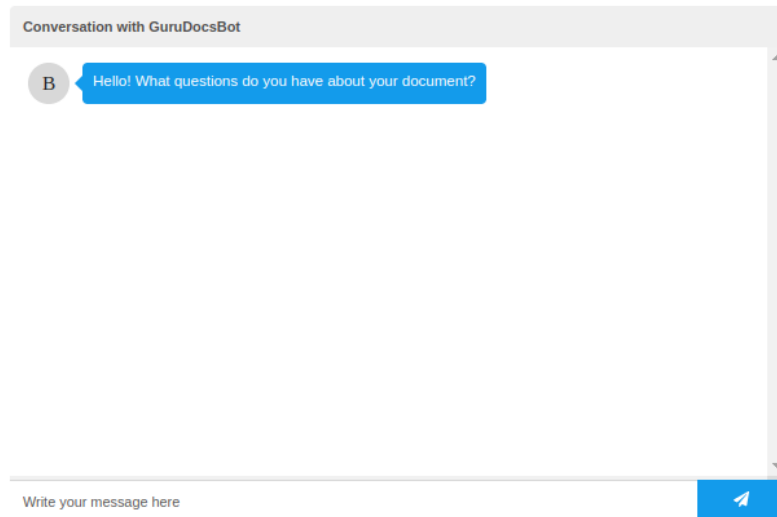 Conversation with GuruDocsBot
B
Hello! What questions do you have about your document?
Write your message here